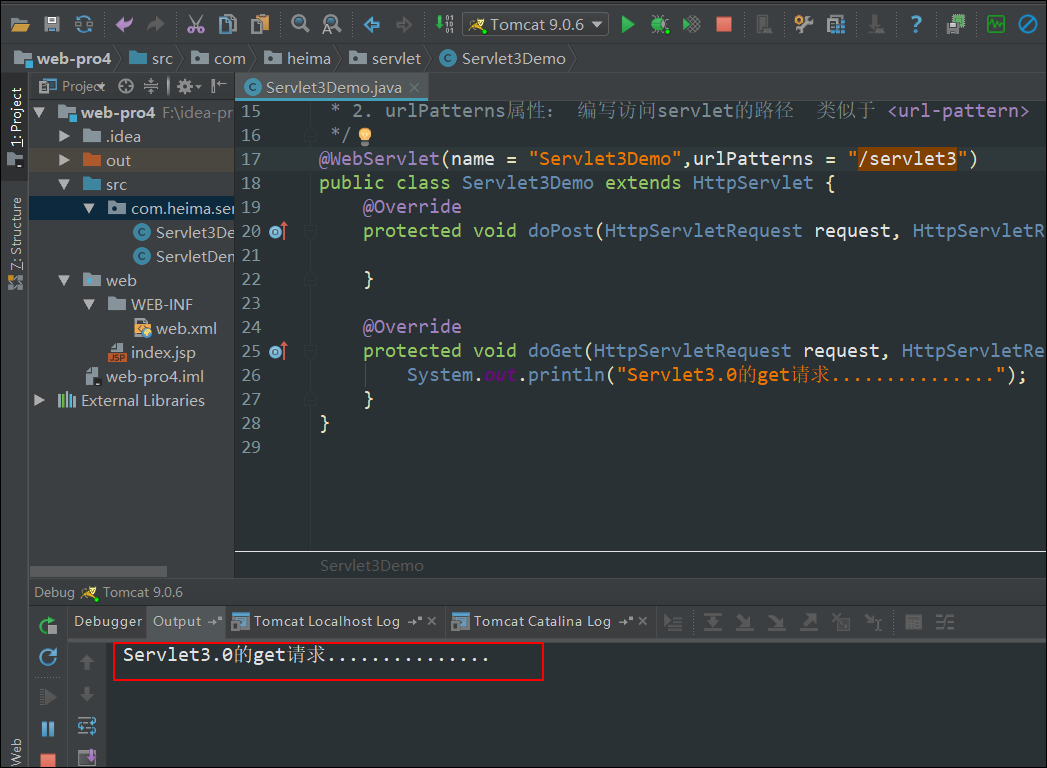 Tomcat 9.0.6
web-pro4 src com heima servlet Servlet3Demo
1: Project
Z: Structure
Web
Project
web-pro4 F:\idea-pr
.idea
out
src
com.heima.ser
Servlet3De
ServletDem
web
WEB-INF
web.xml
index.jsp
web-pro4.iml
External Libraries
Servlet3Demo.java
15 * 2. urlPatterns属性: 编写访问servlet的路径 类似于 <url-pattern>
16 */
17 @WebServlet(name = "Servlet3Demo",urlPatterns = "/servlet3")
18 public class Servlet3Demo extends HttpServlet {
19 @Override
20 protected void doPost(HttpServletRequest request, HttpServletR
21
22 }
23
24 @Override
25 protected void doGet(HttpServletRequest request, HttpServletRe
26 System.out.println("Servlet3.0的get请求...............");
27 }
28 }
29
Servlet3Demo
Debug Tomcat 9.0.6
Debugger Output Tomcat Localhost Log Tomcat Catalina Log
Servlet3.0的get请求...............